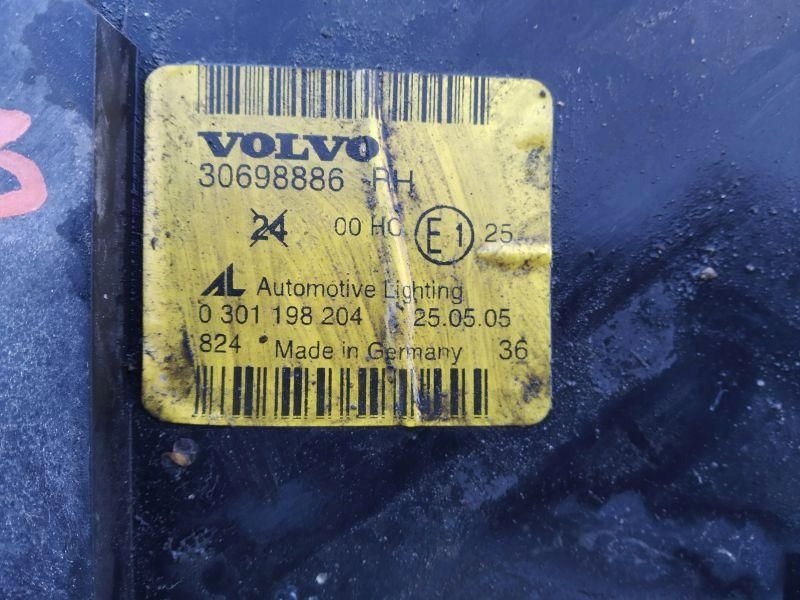 VOLVO
30698886 RH
24 00 HC E1 25
AL Automotive Lighting
0 301 198 204 25.05.05
824 Made in Germany 36
3